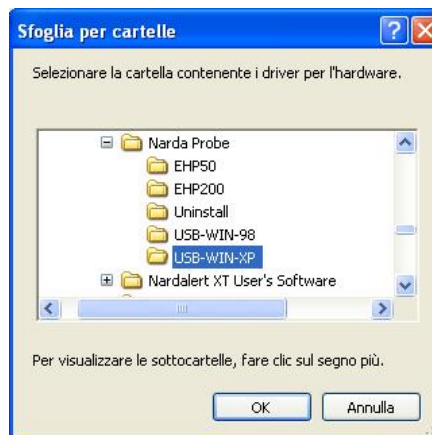 Sfoglia per cartelle
Selezionare la cartella contenente i driver per l'hardware.
Narda Probe
EHP50
EHP200
Uninstall
USB-WIN-98
USB-WIN-XP
Nardalert XT User's Software
Per visualizzare le sottocartelle, fare clic sul segno più.
OK
Annulla